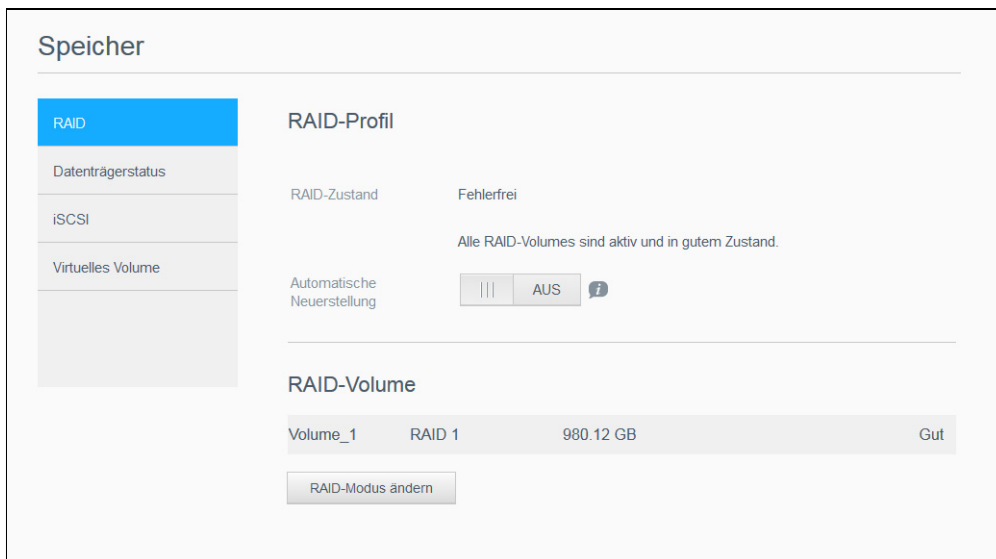 Speicher
RAID
Datenträgerstatus
iSCSI
Virtuelles Volume
RAID-Profil
RAID-Zustand Fehlerfrei
Alle RAID-Volumes sind aktiv und in gutem Zustand.
Automatische
Neuerstellung
AUS
RAID-Volume
Volume_1 RAID 1 980.12 GB Gut
RAID-Modus ändern